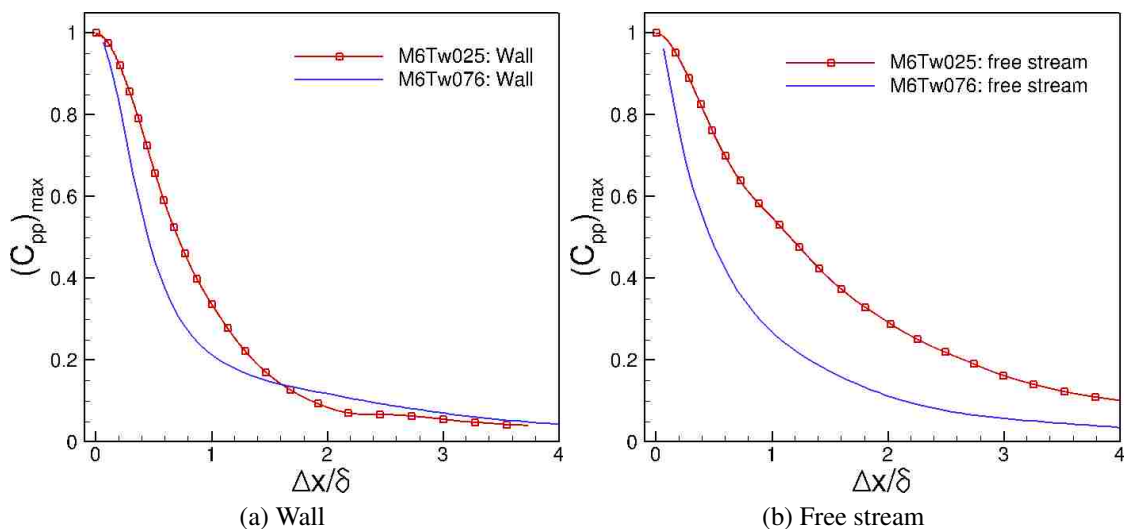 1
0.8
0.6
0.4
0.2
0
(C_pp)_max
M6Tw025: Wall
M6Tw076: Wall
0 1 2 3 4
Δx/δ
(a) Wall
1
0.8
0.6
0.4
0.2
0
(C_pp)_max
M6Tw025: free stream
M6Tw076: free stream
0 1 2 3 4
Δx/δ
(b) Free stream